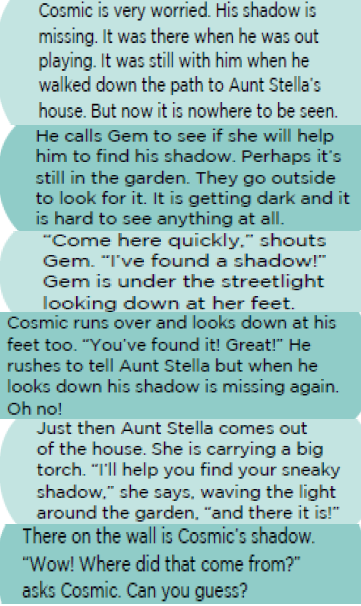 Cosmic is very worried. His shadow is
missing. It was there when he was out
playing. It was still with him when he
walked down the path to Aunt Stella's
house. But now it is nowhere to be seen.
He calls Gem to see if she will help
him to find his shadow. Perhaps it's
still in the garden. They go outside
to look for it. It is getting dark and it
is hard to see anything at all.
"Come here quickly," shouts
Gem. "I've found a shadow!"
Gem is under the streetlight
looking down at her feet.
Cosmic runs over and looks down at his
feet too. "You've found it! Great!" He
rushes to tell Aunt Stella but when he
looks down his shadow is missing again.
Oh no!
Just then Aunt Stella comes out
of the house. She is carrying a big
torch. "I'll help you find your sneaky
shadow," she says, waving the light
around the garden, "and there it is!"
There on the wall is Cosmic's shadow.
"Wow! Where did that come from?"
asks Cosmic. Can you guess?